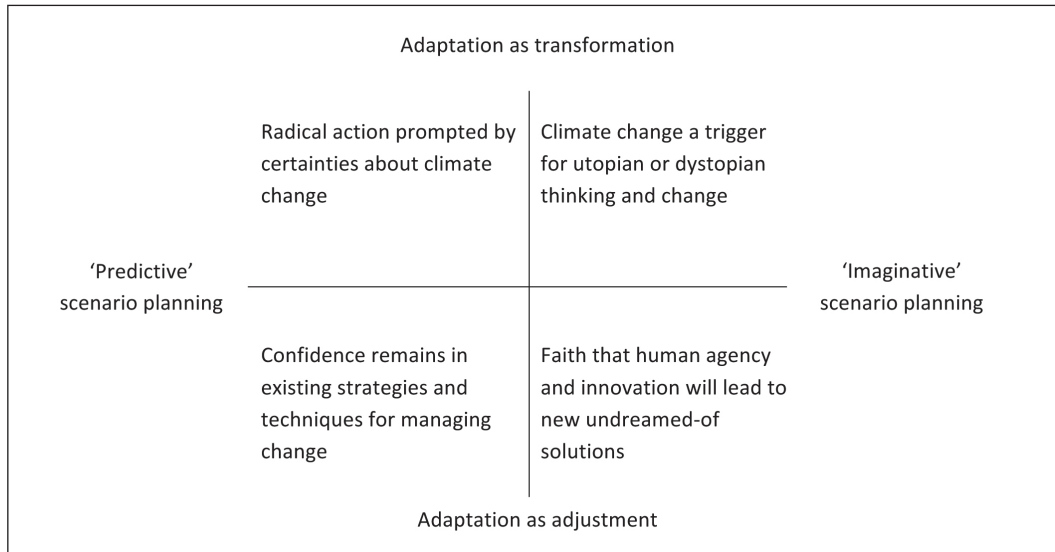 Adaptation as transformation
Radical action prompted by
certainties about climate
change
Climate change a trigger
for utopian or dystopian
thinking and change
‘Predictive’
scenario planning
‘Imaginative’
scenario planning
Confidence remains in
existing strategies and
techniques for managing
change
Faith that human agency
and innovation will lead to
new undreamed-of
solutions
Adaptation as adjustment